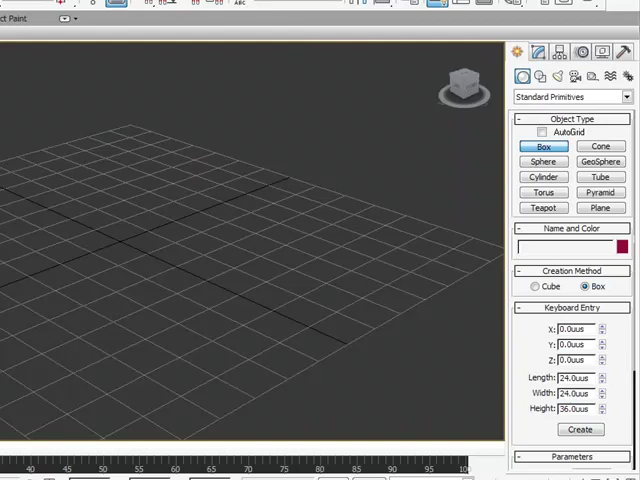 ABC
ct Paint
Standard Primitives
- Object Type
AutoGrid
Box Cone
Sphere GeoSphere
Cylinder Tube
Torus Pyramid
Teapot Plane
- Name and Color
- Creation Method
Cube Box
- Keyboard Entry
X: 0.0uus
Y: 0.0uus
Z: 0.0uus
Length: 24.0uus
Width: 24.0uus
Height: 36.0uus
Create
- Parameters
40 45 50 55 60 65 70 75 80 85 90 95 100